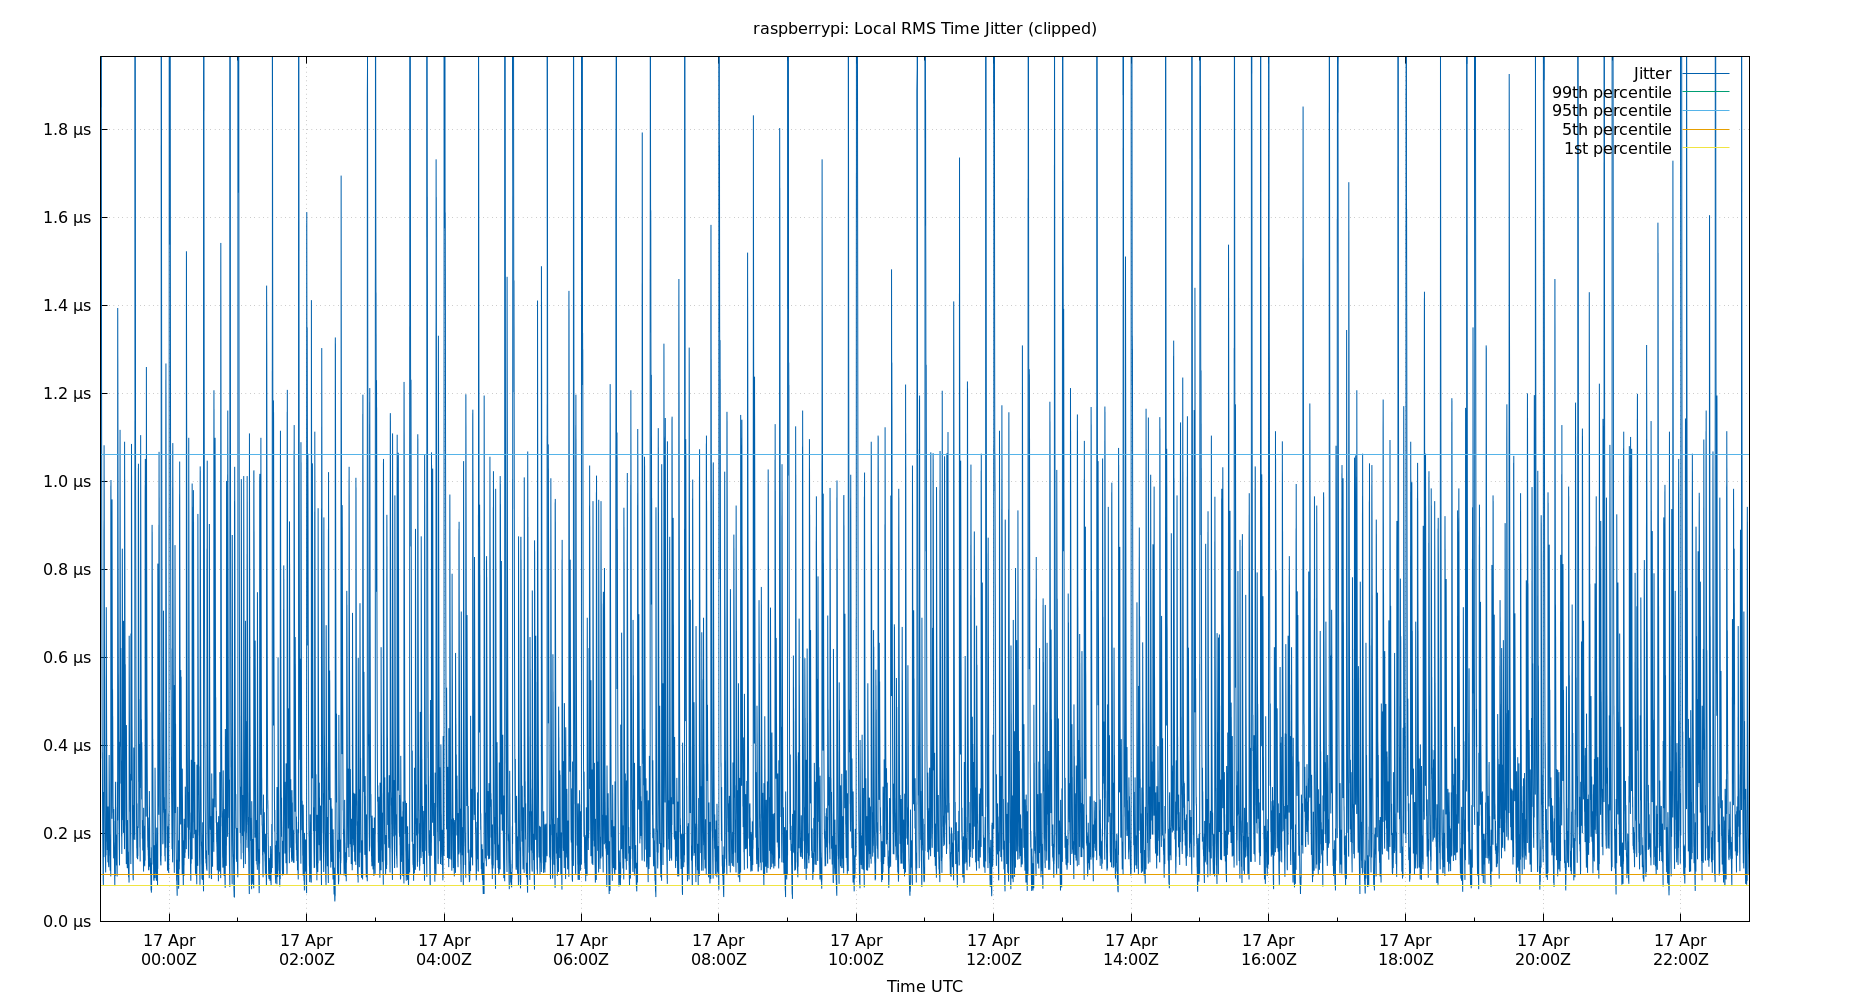 raspberrypi: Local RMS Time Jitter (clipped)
Jitter
99th percentile
95th percentile
5th percentile
1st percentile
1.8 µs
1.6 µs
1.4 µs
1.2 µs
1.0 µs
0.8 µs
0.6 µs
0.4 µs
0.2 µs
0.0 µs
17 Apr 17 Apr 17 Apr 17 Apr 17 Apr 17 Apr 17 Apr 17 Apr 17 Apr 17 Apr 17 Apr 17 Apr
00:00Z 02:00Z 04:00Z 06:00Z 08:00Z 10:00Z 12:00Z 14:00Z 16:00Z 18:00Z 20:00Z 22:00Z
Time UTC